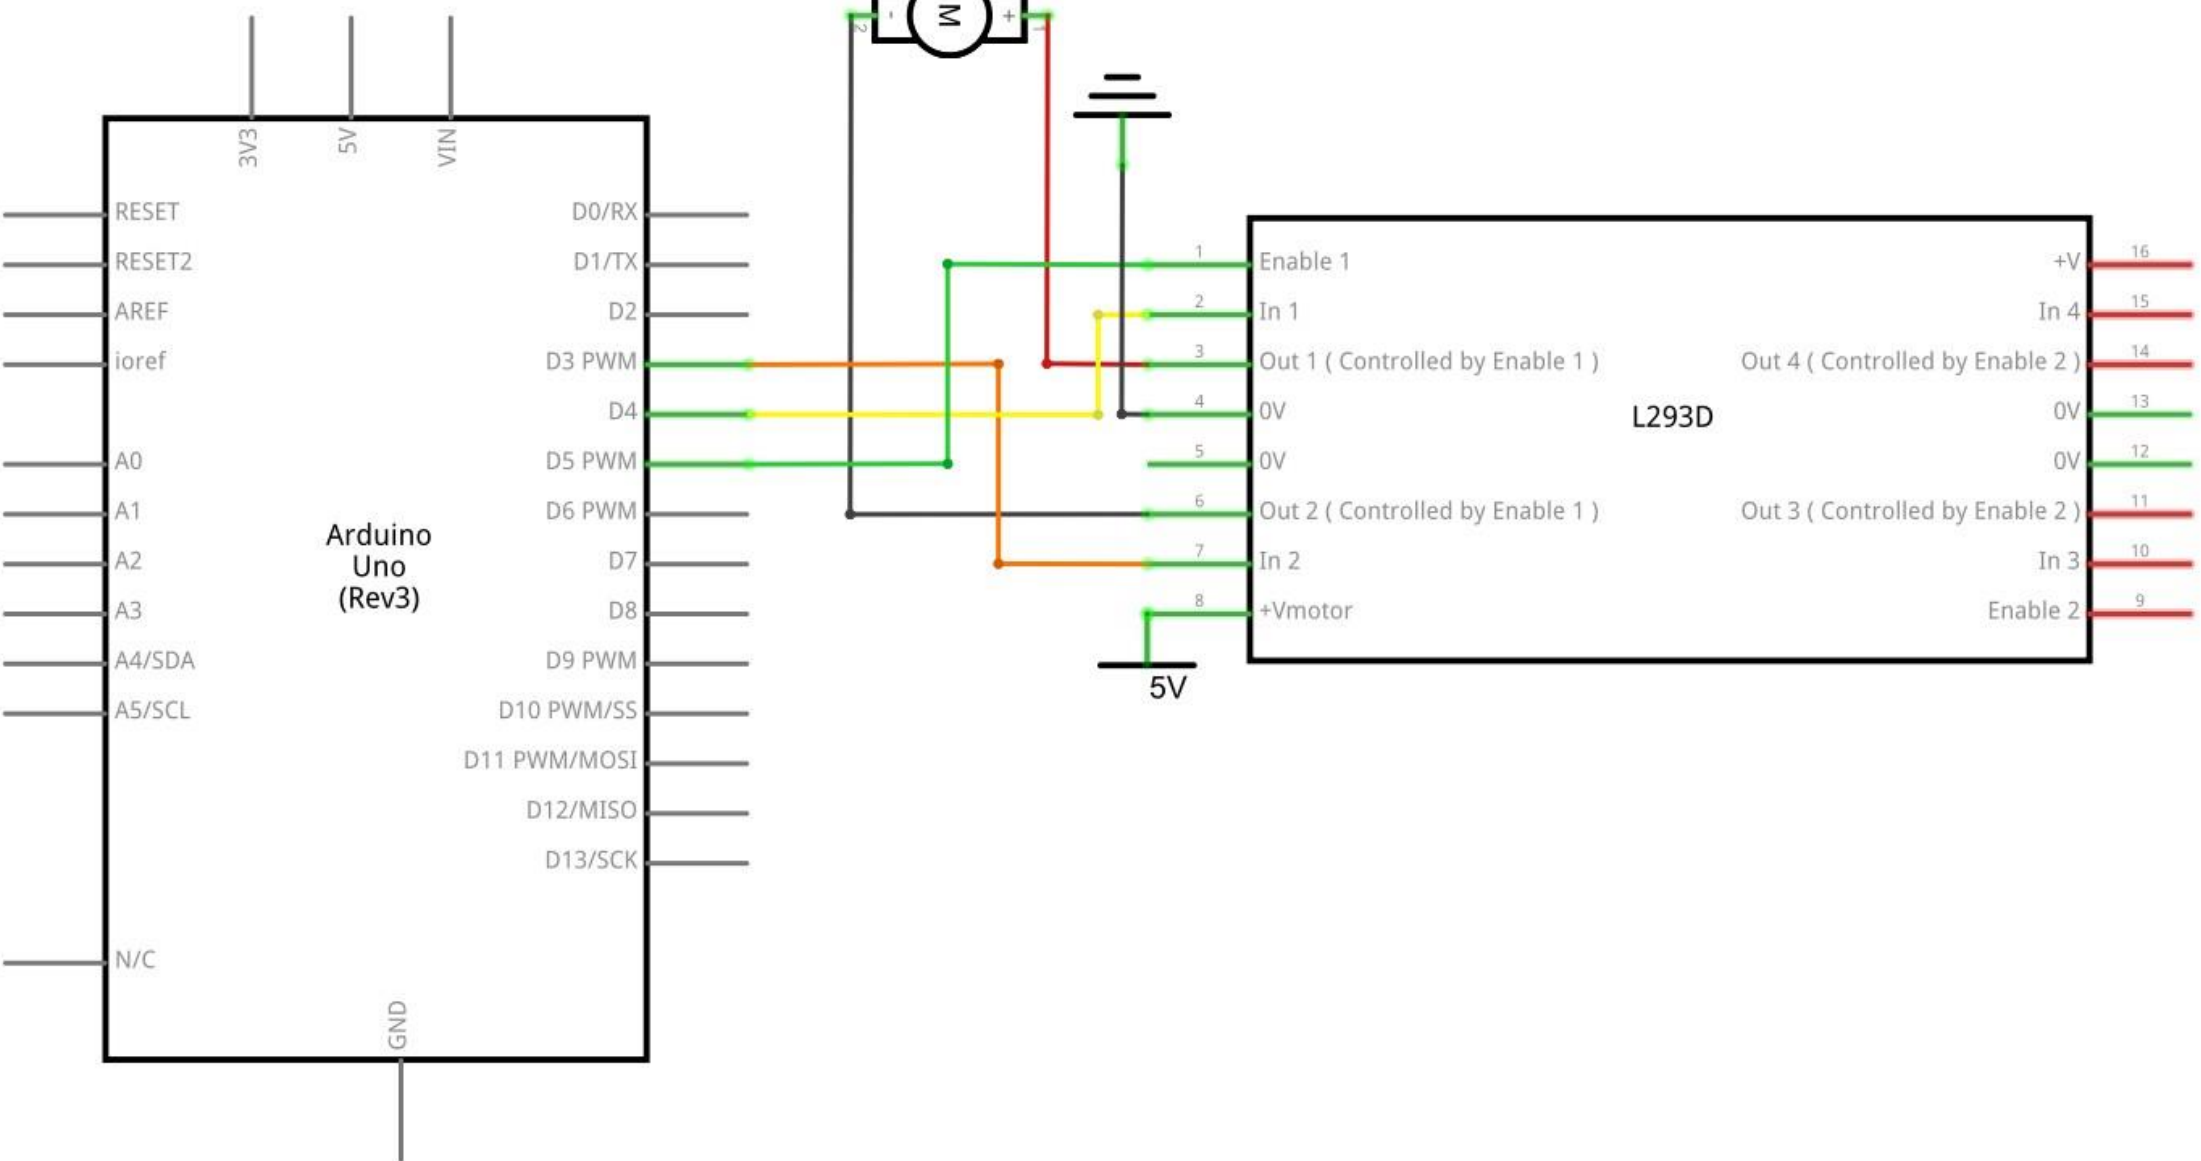 M
-
+
2
1
3V3
5V
VIN
RESET
RESET2
AREF
ioref
A0
A1
A2
A3
A4/SDA
A5/SCL
N/C
GND
Arduino
Uno
(Rev3)
D0/RX
D1/TX
D2
D3 PWM
D4
D5 PWM
D6 PWM
D7
D8
D9 PWM
D10 PWM/SS
D11 PWM/MOSI
D12/MISO
D13/SCK
1 Enable 1
2 In 1
3 Out 1 ( Controlled by Enable 1 )
4 0V
5 0V
6 Out 2 ( Controlled by Enable 1 )
7 In 2
8 +Vmotor
5V
L293D
+V 16
In 4 15
Out 4 ( Controlled by Enable 2 ) 14
0V 13
0V 12
Out 3 ( Controlled by Enable 2 ) 11
In 3 10
Enable 2 9